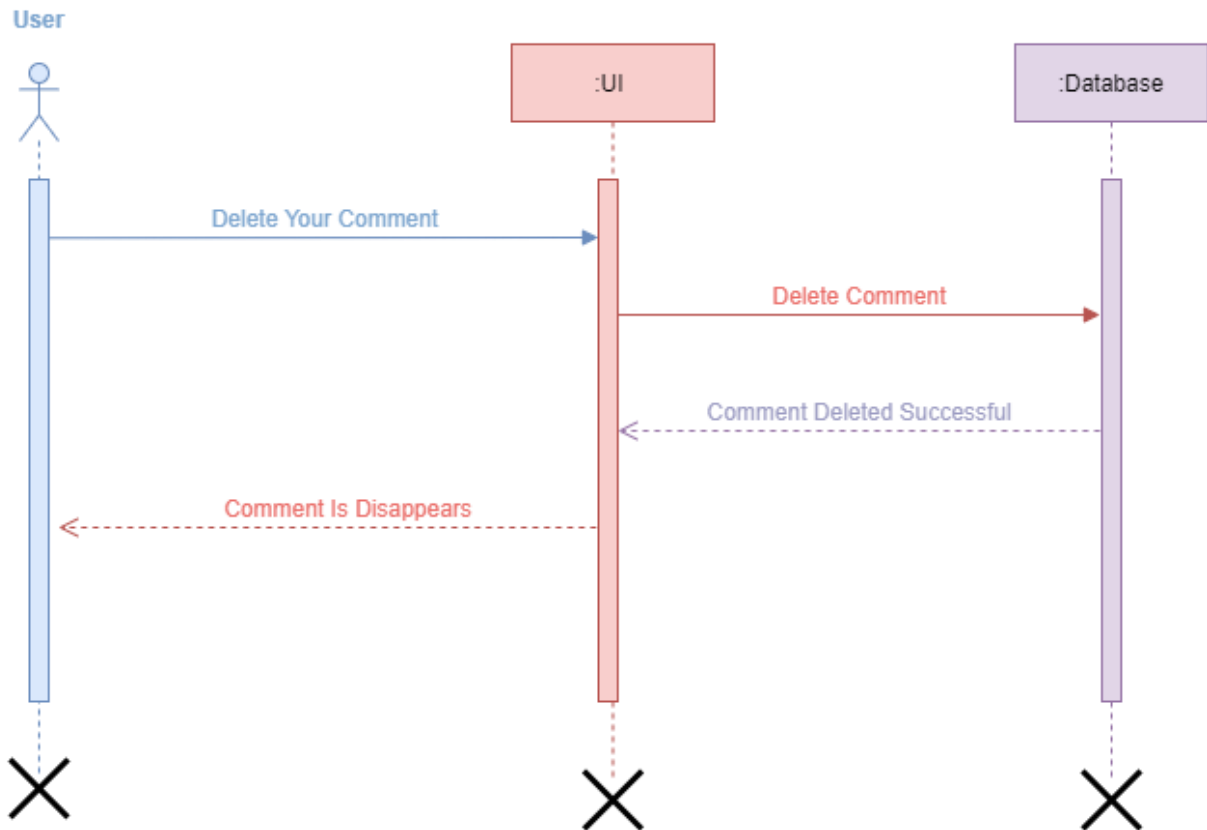 User
:UI
:Database
Delete Your Comment
Delete Comment
Comment Deleted Successful
Comment Is Disappears